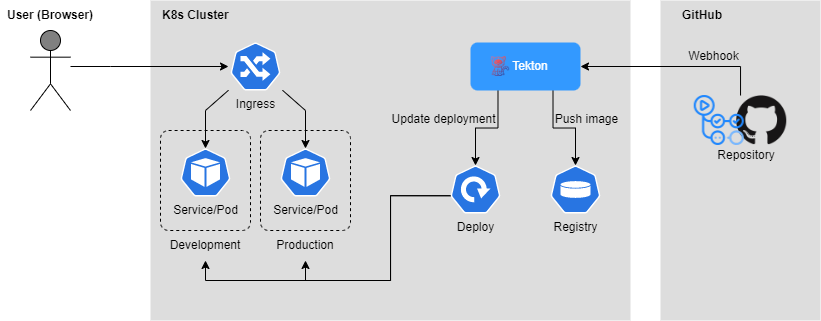 User (Browser)
K8s Cluster
GitHub
Webhook
Tekton
Ingress
Update deployment
Push image
Repository
Service/Pod
Service/Pod
Deploy
Registry
Development
Production